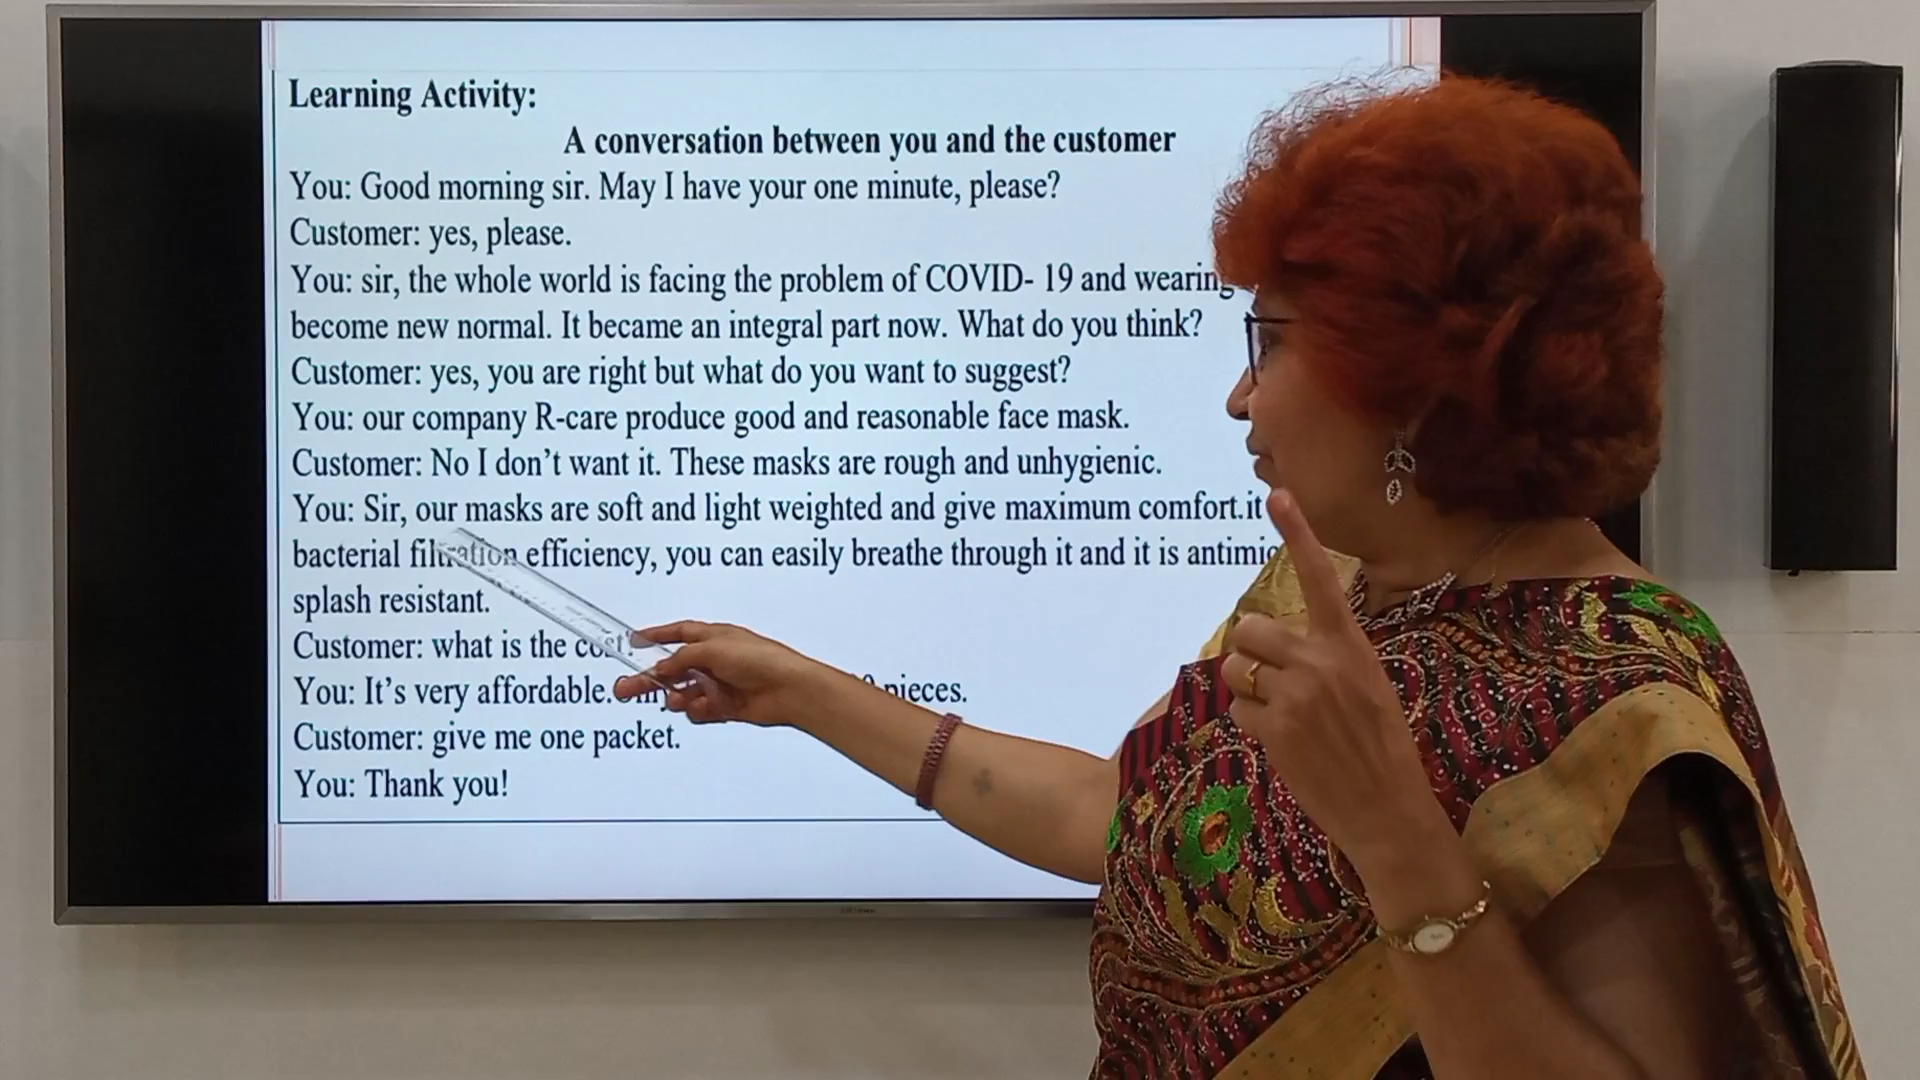 Learning Activity:
A conversation between you and the customer
You: Good morning sir. May I have your one minute, please?
Customer: yes, please.
You: sir, the whole world is facing the problem of COVID- 19 and wearing
become new normal. It became an integral part now. What do you think?
Customer: yes, you are right but what do you want to suggest?
You: our company R-care produce good and reasonable face mask.
Customer: No I don't want it. These masks are rough and unhygienic.
You: Sir, our masks are soft and light weighted and give maximum comfort.it
bacterial filtration efficiency, you can easily breathe through it and it is
splash resistant.
Customer: what is the cost?
You: It's very affordable. pieces.
Customer: give me one packet.
You: Thank you!